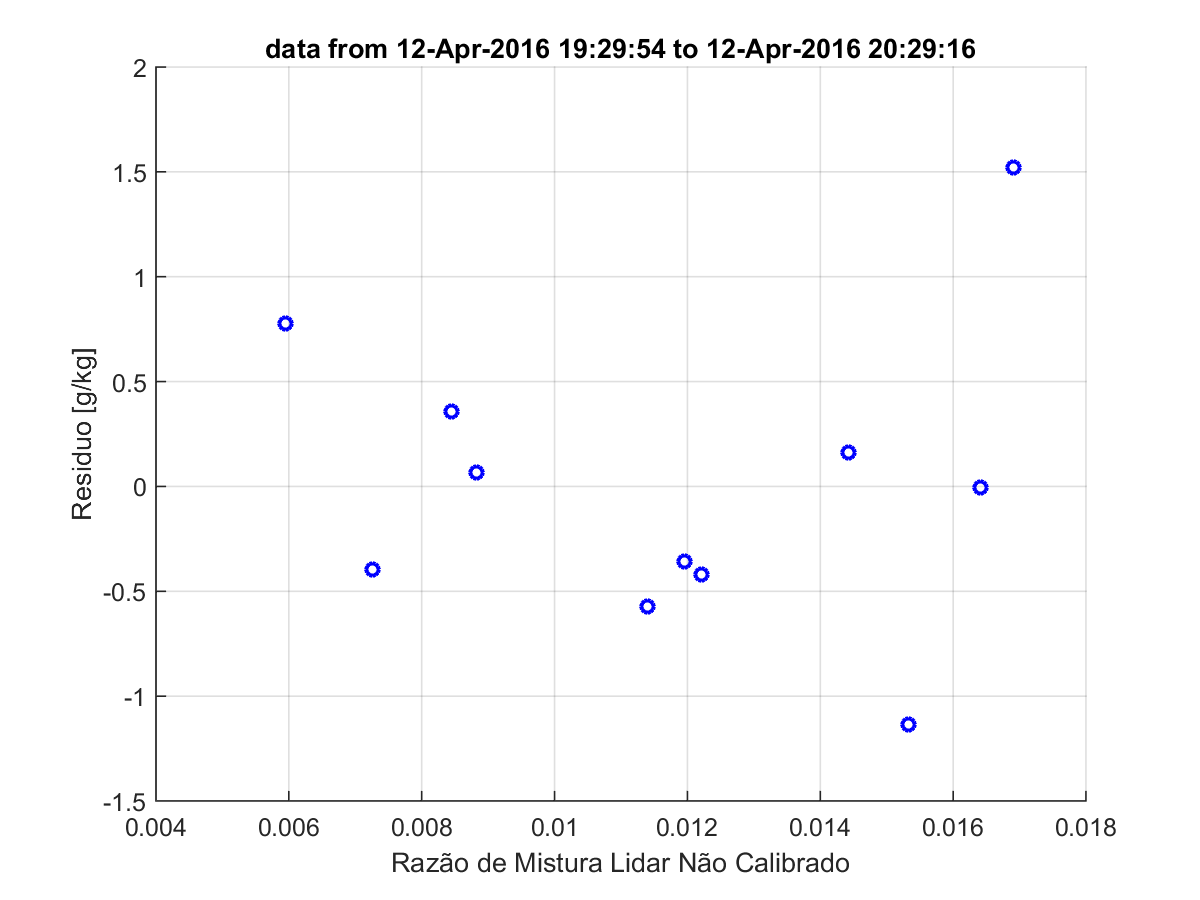 data from 12-Apr-2016 19:29:54 to 12-Apr-2016 20:29:16
2
1.5
1
0.5
0
-0.5
-1
-1.5
Residuo [g/kg]
0.004 0.006 0.008 0.01 0.012 0.014 0.016 0.018
Razão de Mistura Lidar Não Calibrado